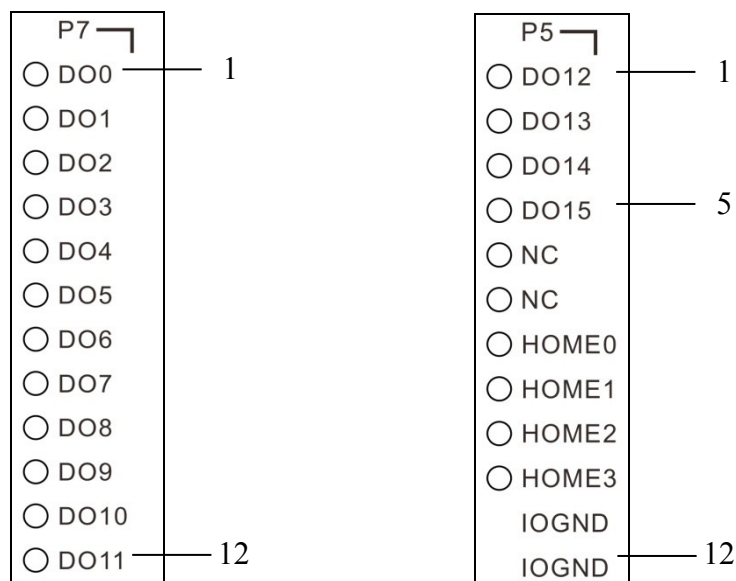 P7
DO0 1
DO1
DO2
DO3
DO4
DO5
DO6
DO7
DO8
DO9
DO10
DO11 12
P5
DO12 1
DO13
DO14
DO15 5
NC
NC
HOME0
HOME1
HOME2
HOME3
IOGND
IOGND 12